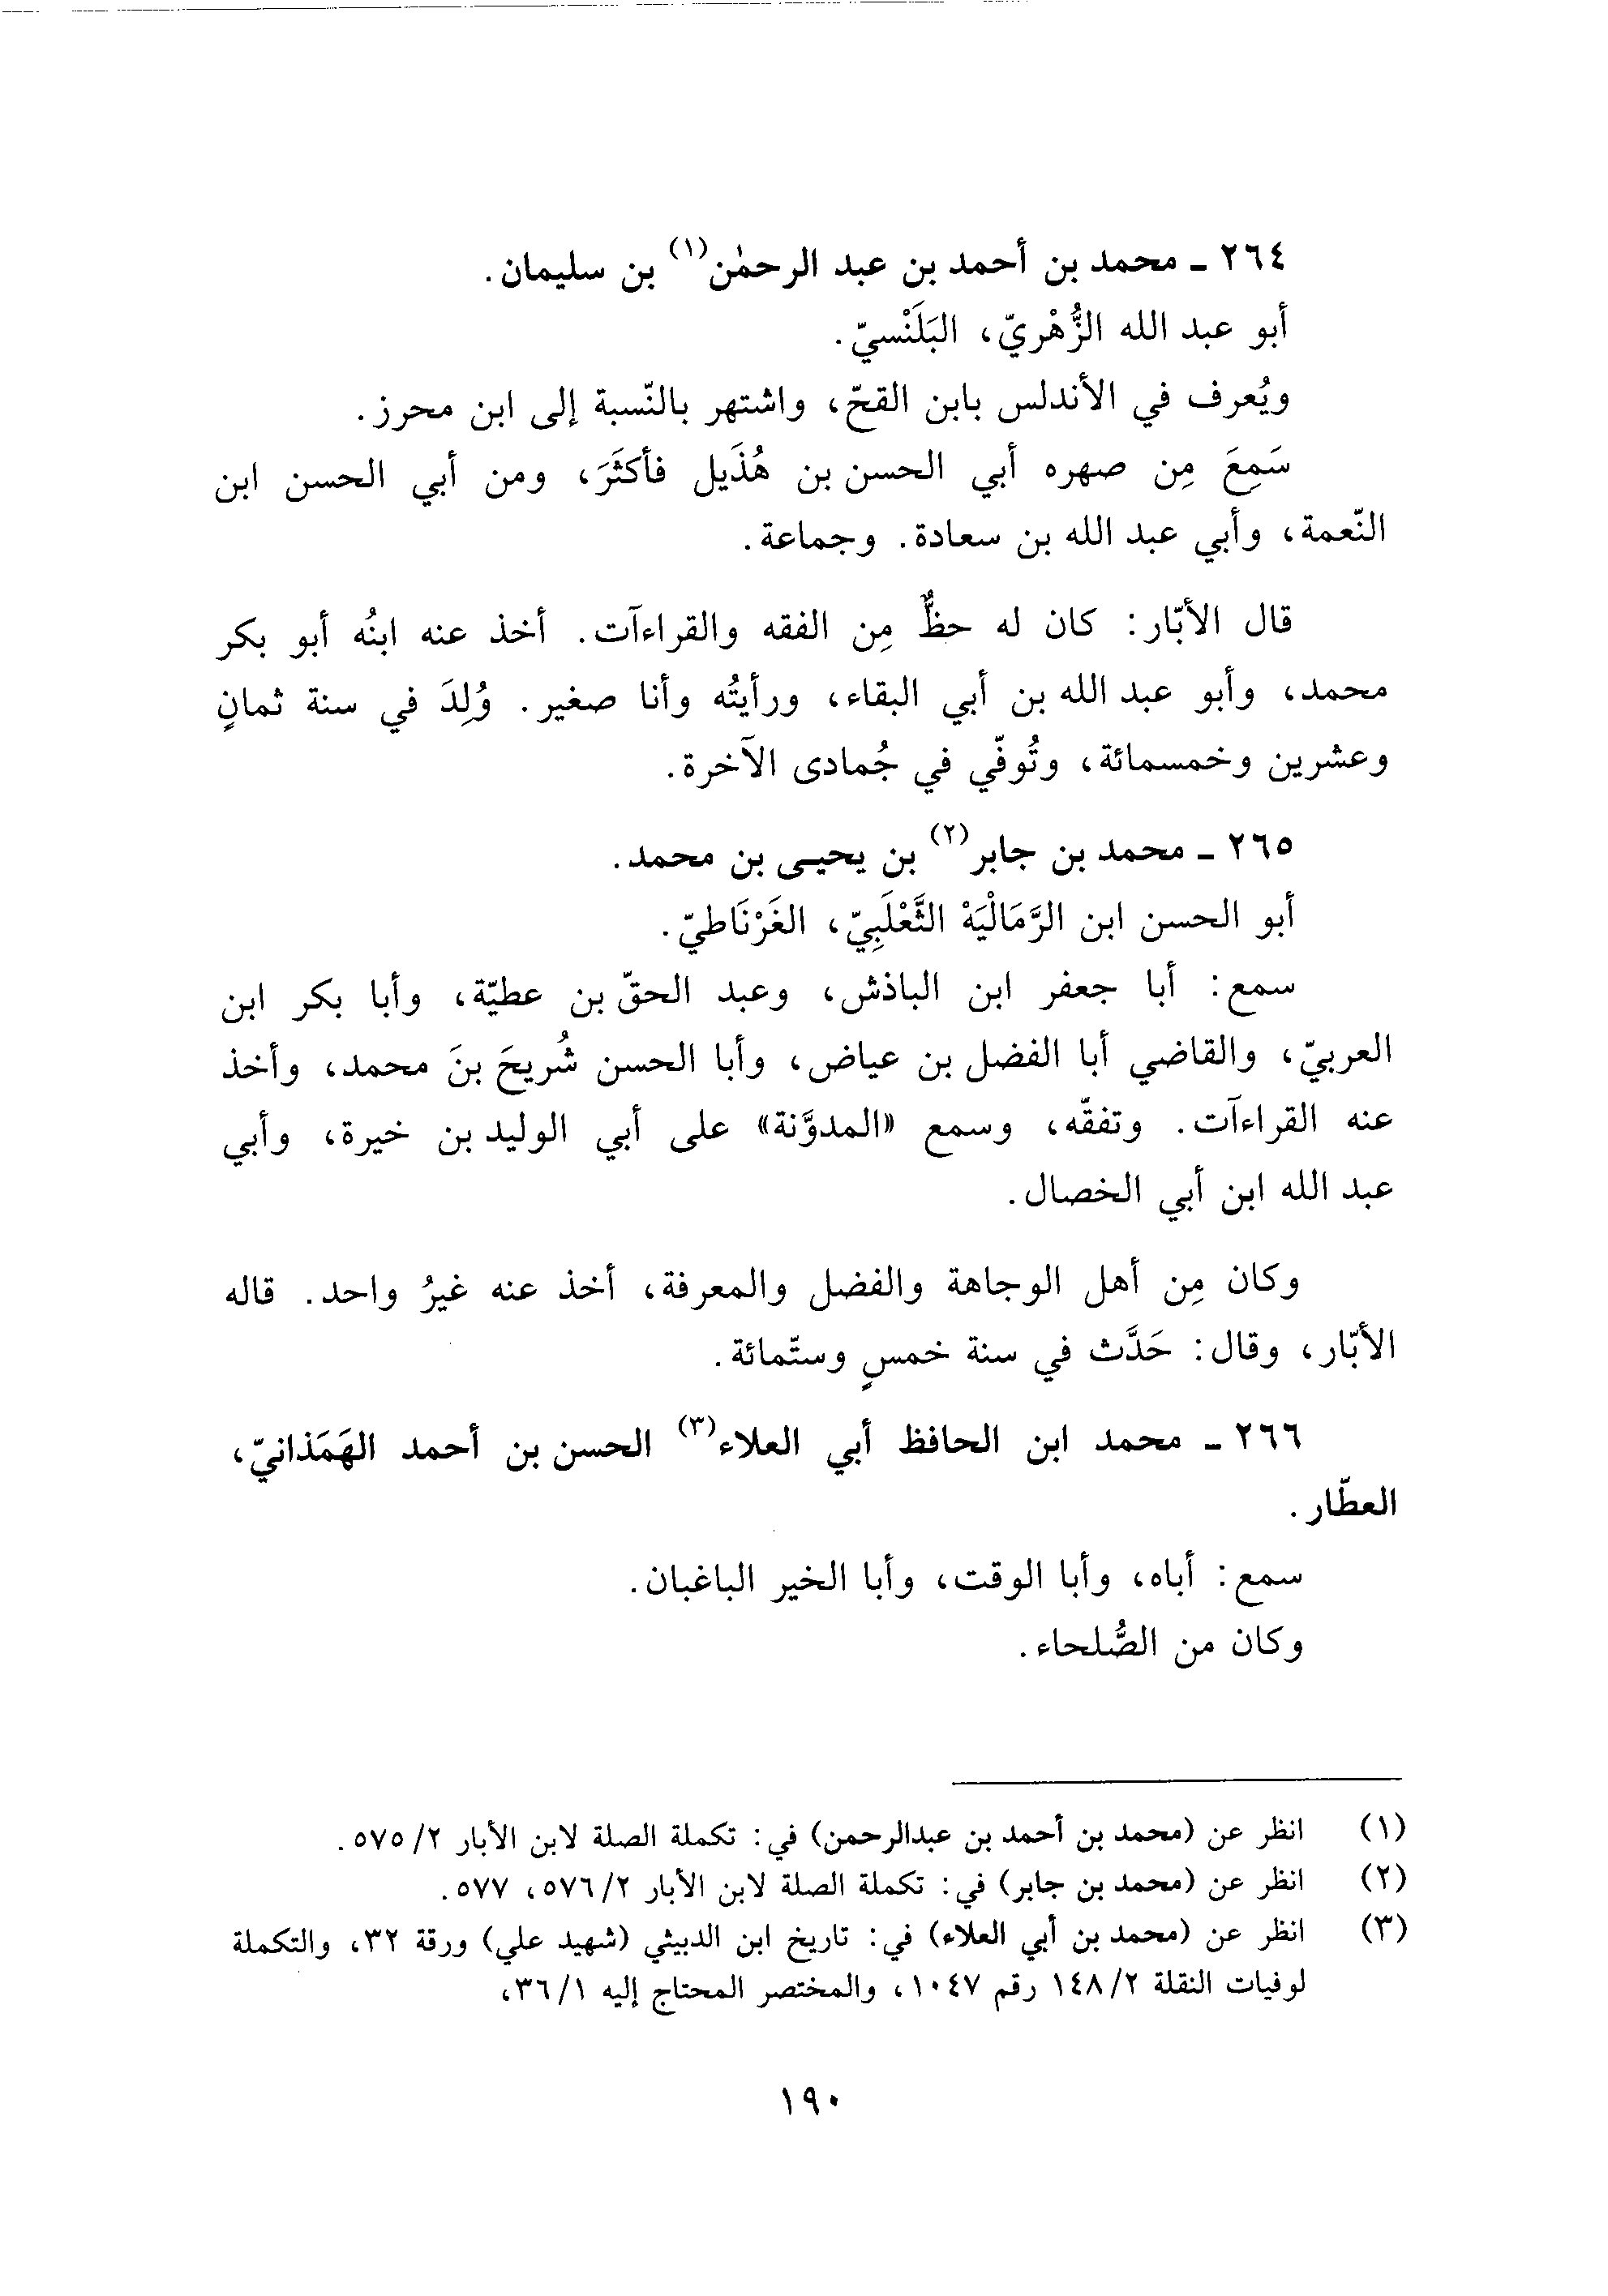 ٢٦٤ ـ محمد بن أحمد بن عبد الرحمٰن(١) بن سليمان.
أبو عبد الله الزُّهْريّ، البَلَنْسيّ.
ويُعرف في الأندلس بابن القحّ، واشتهر بالنّسبة إلى ابن محرز.
سَمِعَ مِن صهره أبي الحسن بن هُذَيل فأكثَرَ، ومن أبي الحسن ابن
النّعمة، وأبي عبد الله بن سعادة. وجماعة.
قال الأبّار: كان له حظٌّ مِن الفقه والقراءآت. أخذ عنه ابنُه أبو بكر
محمد، وأبو عبد الله بن أبي البقاء، ورأيتُه وأنا صغير. وُلِدَ في سنة ثمانٍ
وعشرين وخمسمائة، وتُوفّي في جُمادى الآخرة.
٢٦٥ ـ محمد بن جابر(٢) بن يحيى بن محمد.
أبو الحسن ابن الرَّمَالْيَهْ الثَّعْلَبِيّ، الغَرْنَاطيّ.
سمع: أبا جعفر ابن الباذش، وعبد الحقّ بن عطيّة، وأبا بكر ابن
العربيّ، والقاضي أبا الفضل بن عياض، وأبا الحسن شُريحَ بنَ محمد، وأخذ
عنه القراءآت. وتفقّه، وسمع «المدوَّنة» على أبي الوليد بن خيرة، وأبي
عبد الله ابن أبي الخصال.
وكان مِن أهل الوجاهة والفضل والمعرفة، أخذ عنه غيرُ واحد. قاله
الأبّار، وقال: حَدَّث في سنة خمسٍ وستّمائة.
٢٦٦ ـ محمد ابن الحافظ أبي العلاء(٣) الحسن بن أحمد الهَمَذانيّ،
العطّار.
سمع: أباه، وأبا الوقت، وأبا الخير الباغبان.
وكان من الصُّلحاء.
(١) انظر عن (محمد بن أحمد بن عبدالرحمن) في: تكملة الصلة لابن الأبار ٢/ ٥٧٥.
(٢) انظر عن (محمد بن جابر) في: تكملة الصلة لابن الأبار ٢/ ٥٧٦، ٥٧٧.
(٣) انظر عن (محمد بن أبي العلاء) في: تاريخ ابن الدبيثي (شهيد علي) ورقة ٣٢، والتكملة
لوفيات النقلة ٢/ ١٤٨ رقم ١٠٤٧، والمختصر المحتاج إليه ١/ ٣٦،
١٩٠